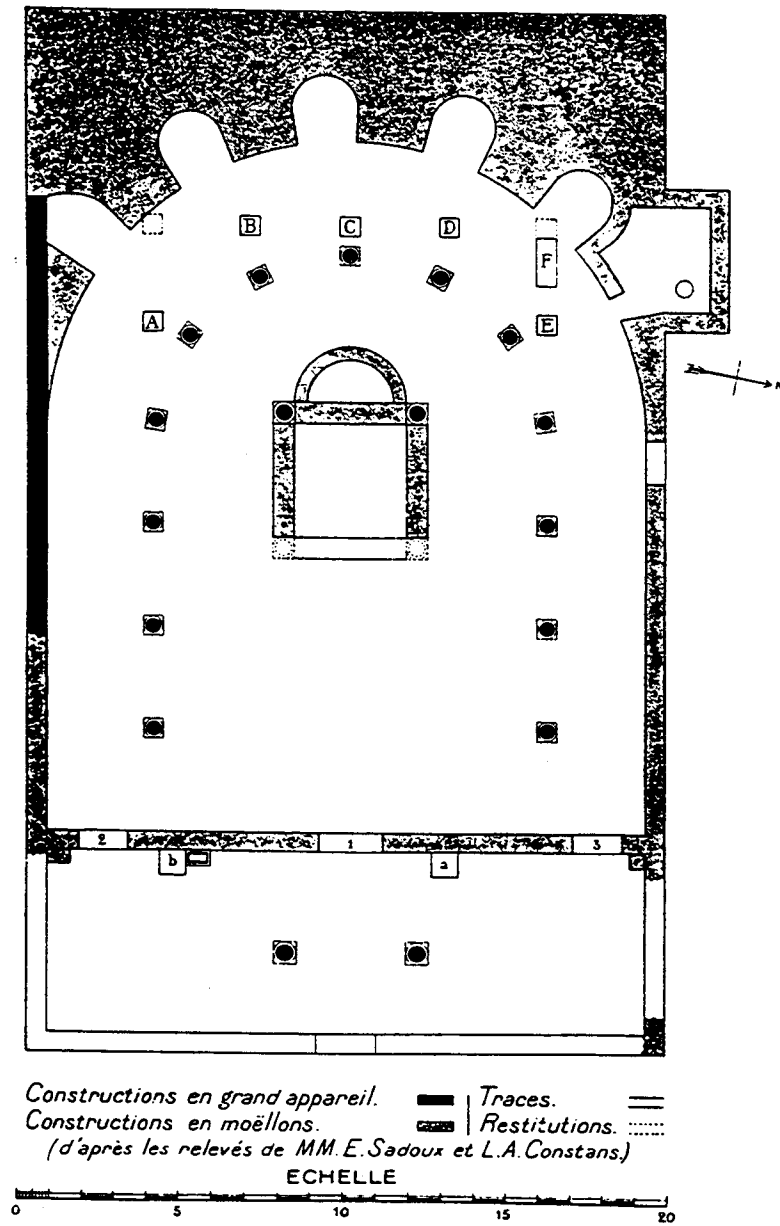 B C D
F
A E
N
2 1 3
b a
Constructions en grand appareil. Traces.
Constructions en moëllons. Restitutions.
(d'après les relevés de MM. E. Sadoux et L. A. Constans.)
ECHELLE
0 5 10 15 20